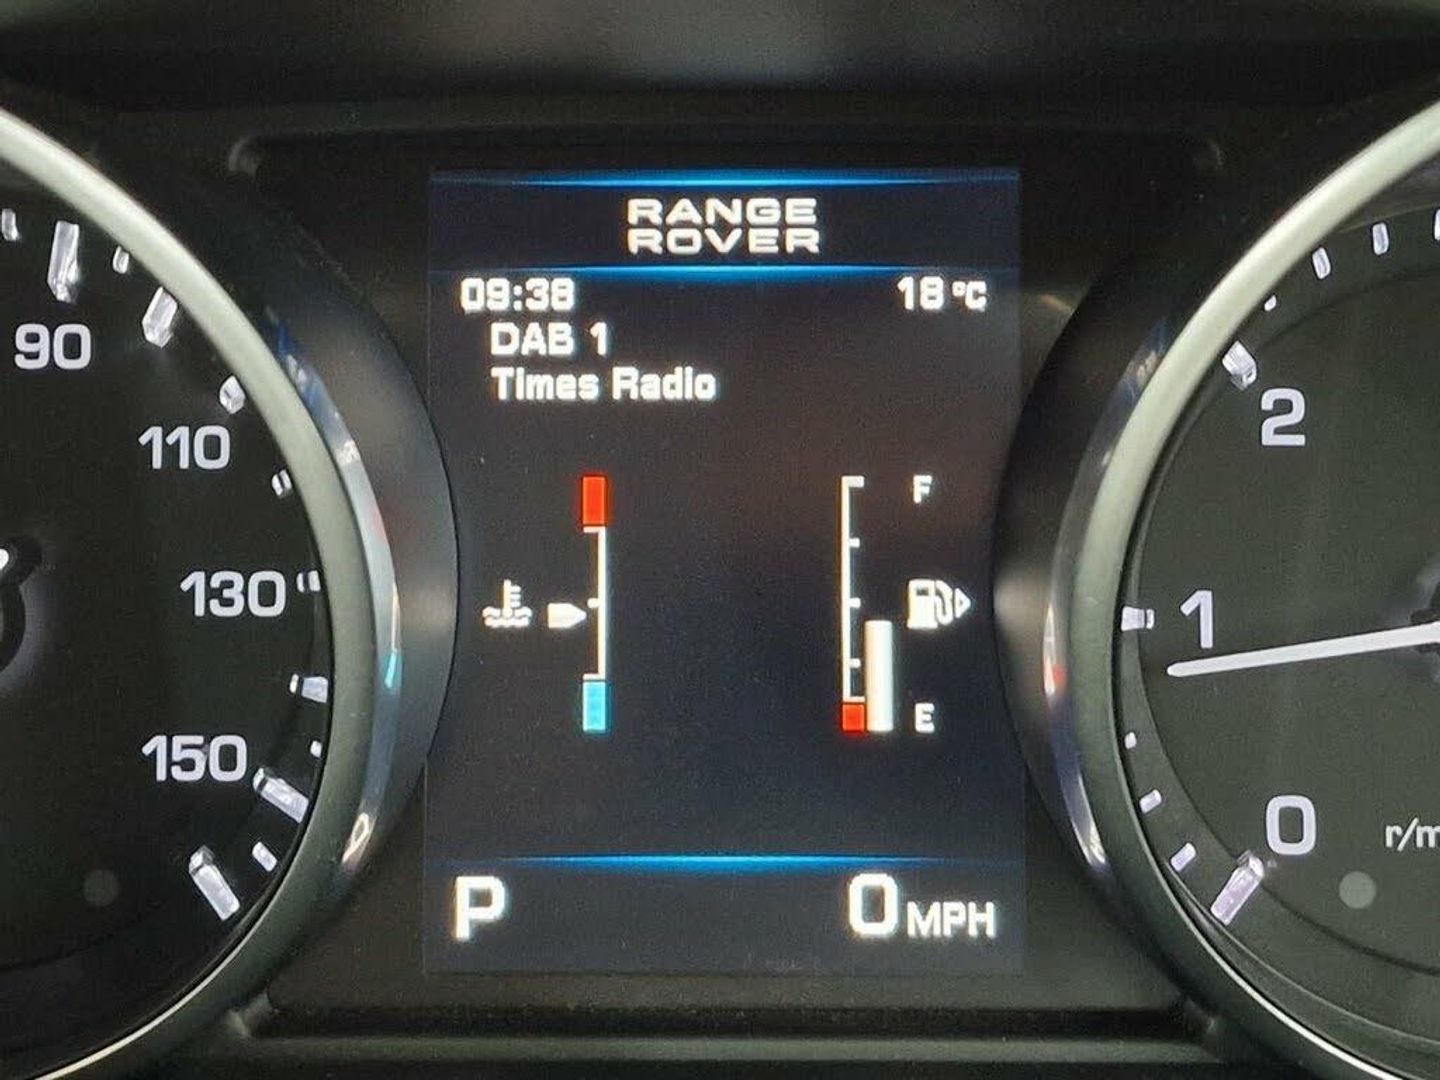 RANGE
ROVER
09:38 18 °C
DAB 1
Times Radio
F
E
P 0 MPH
90
110
130
150
2
1
0
r/m